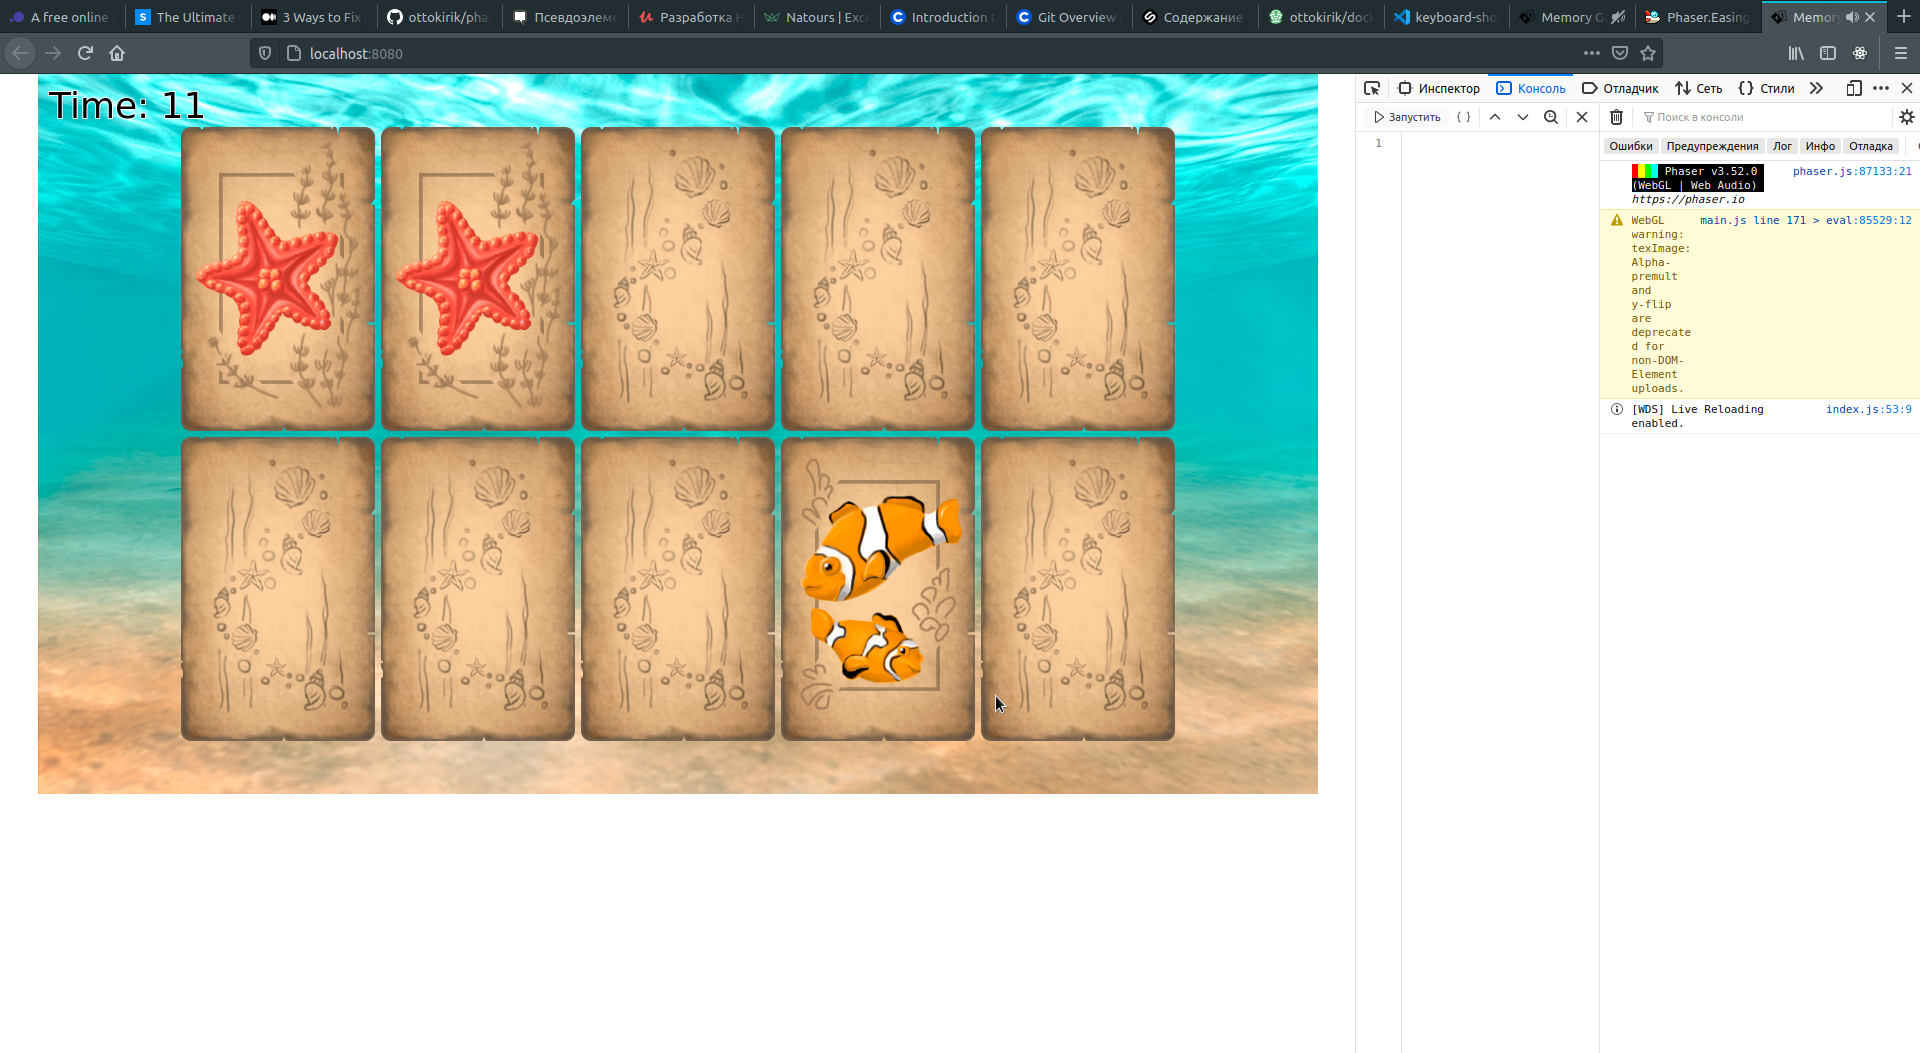 A free online
The Ultimate
3 Ways to Fix
ottokirik/pha
Псевдоэлеме
Разработка
Natours | Exci
Introduction
Git Overview
Содержание
ottokirik/dock
keyboard-sho
Memory G
Phaser.Easing
Memory
localhost:8080
Time: 11
Инспектор
Консоль
Отладчик
Сеть
Стили
Запустить
Поиск в консоли
1
Ошибки
Предупреждения
Лог
Инфо
Отладка
Phaser v3.52.0 phaser.js:87133:21
(WebGL | Web Audio)
https://phaser.io
WebGL main.js line 171 > eval:85529:12
warning:
texImage:
Alpha-
premult
and
y-flip
are
deprecate
d for
non-DOM-
Element
uploads.
[WDS] Live Reloading index.js:53:9
enabled.